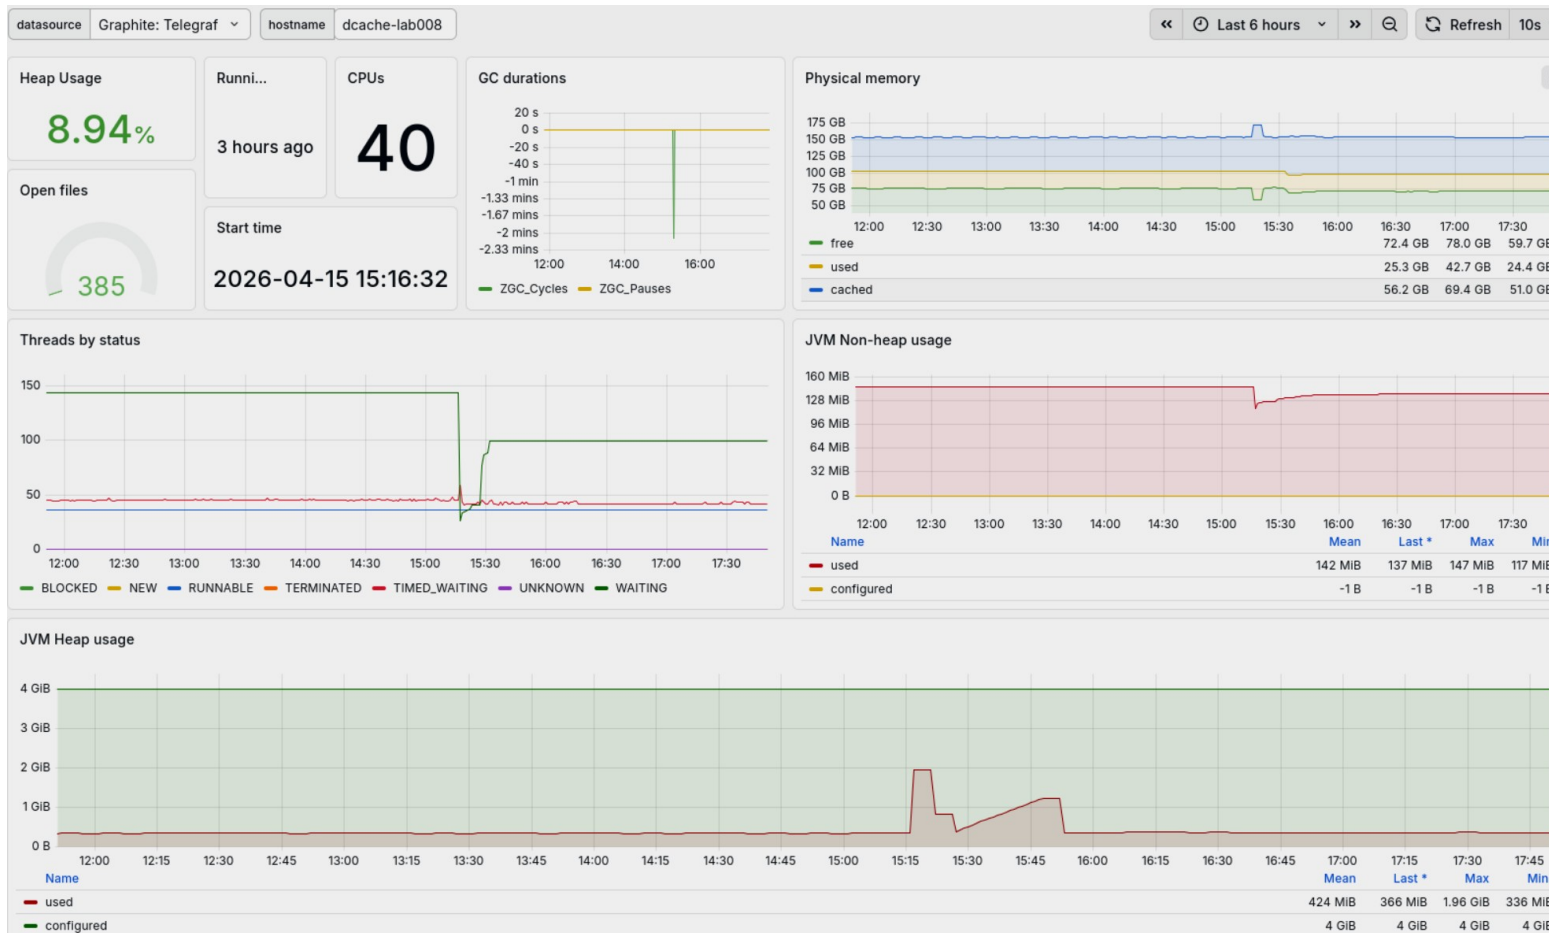 datasource Graphite: Telegraf hostname dcache-lab008 Last 6 hours Refresh 10s
Heap Usage
8.94%
Open files
385
Runni...
3 hours ago
CPUs
40
Start time
2026-04-15 15:16:32
GC durations
20 s
0 s
-20 s
-40 s
-1 min
-1.33 mins
-1.67 mins
-2 mins
-2.33 mins
12:00 14:00 16:00
ZGC_Cycles ZGC_Pauses
Physical memory
175 GB
150 GB
125 GB
100 GB
75 GB
50 GB
12:00 12:30 13:00 13:30 14:00 14:30 15:00 15:30 16:00 16:30 17:00 17:30
free 72.4 GB 78.0 GB 59.7 GB
used 25.3 GB 42.7 GB 24.4 GB
cached 56.2 GB 69.4 GB 51.0 GB
Threads by status
150
100
50
0
12:00 12:30 13:00 13:30 14:00 14:30 15:00 15:30 16:00 16:30 17:00 17:30
BLOCKED NEW RUNNABLE TERMINATED TIMED_WAITING UNKNOWN WAITING
JVM Non-heap usage
160 MiB
128 MiB
96 MiB
64 MiB
32 MiB
0 B
12:00 12:30 13:00 13:30 14:00 14:30 15:00 15:30 16:00 16:30 17:00 17:30
Name Mean Last * Max Min
used 142 MiB 137 MiB 147 MiB 117 MiB
configured -1 B -1 B -1 B -1 B
JVM Heap usage
4 GiB
3 GiB
2 GiB
1 GiB
0 B
12:00 12:15 12:30 12:45 13:00 13:15 13:30 13:45 14:00 14:15 14:30 14:45 15:00 15:15 15:30 15:45 16:00 16:15 16:30 16:45 17:00 17:15 17:30 17:45
Name Mean Last * Max Min
used 424 MiB 366 MiB 1.96 GiB 336 MiB
configured 4 GiB 4 GiB 4 GiB 4 GiB